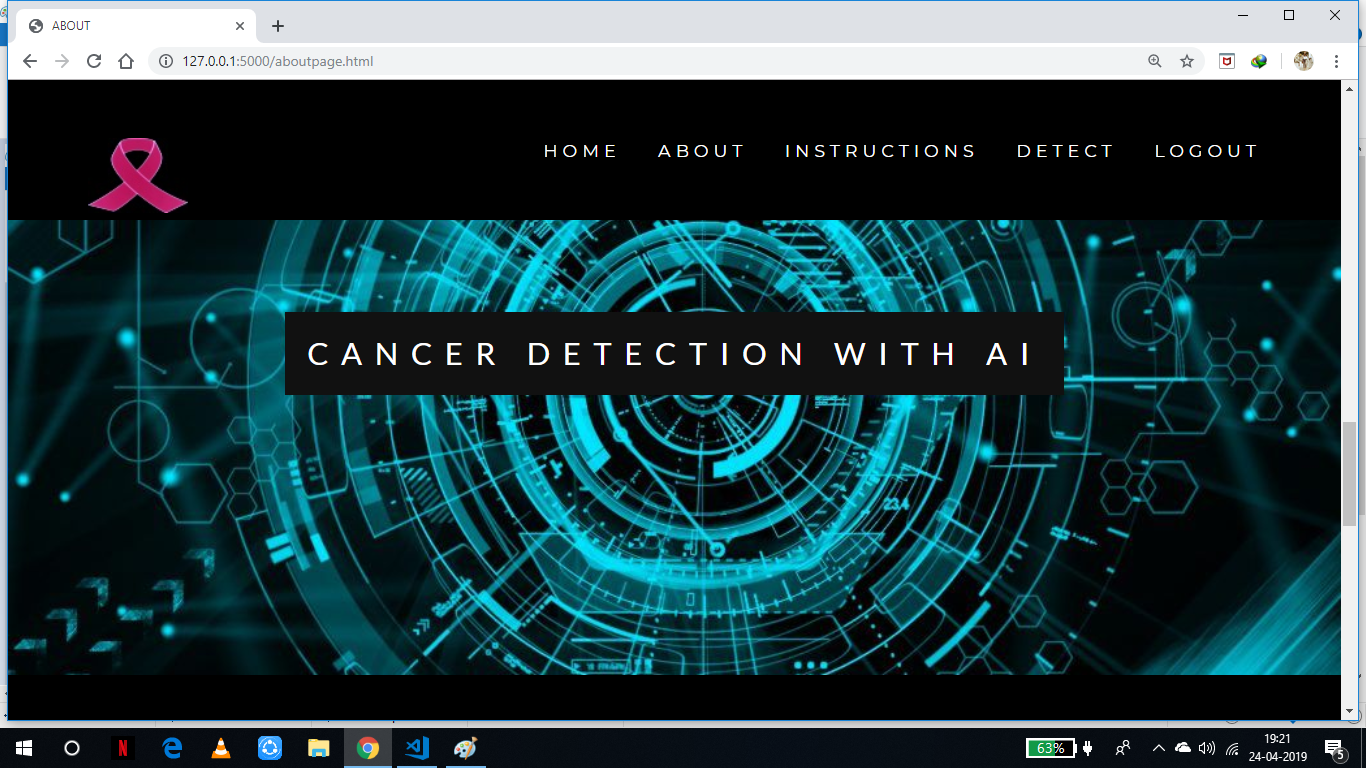 ABOUT
127.0.0.1:5000/aboutpage.html
HOME ABOUT INSTRUCTIONS DETECT LOGOUT
CANCER DETECTION WITH AI
23.4
63%
19:21
24-04-2019
5